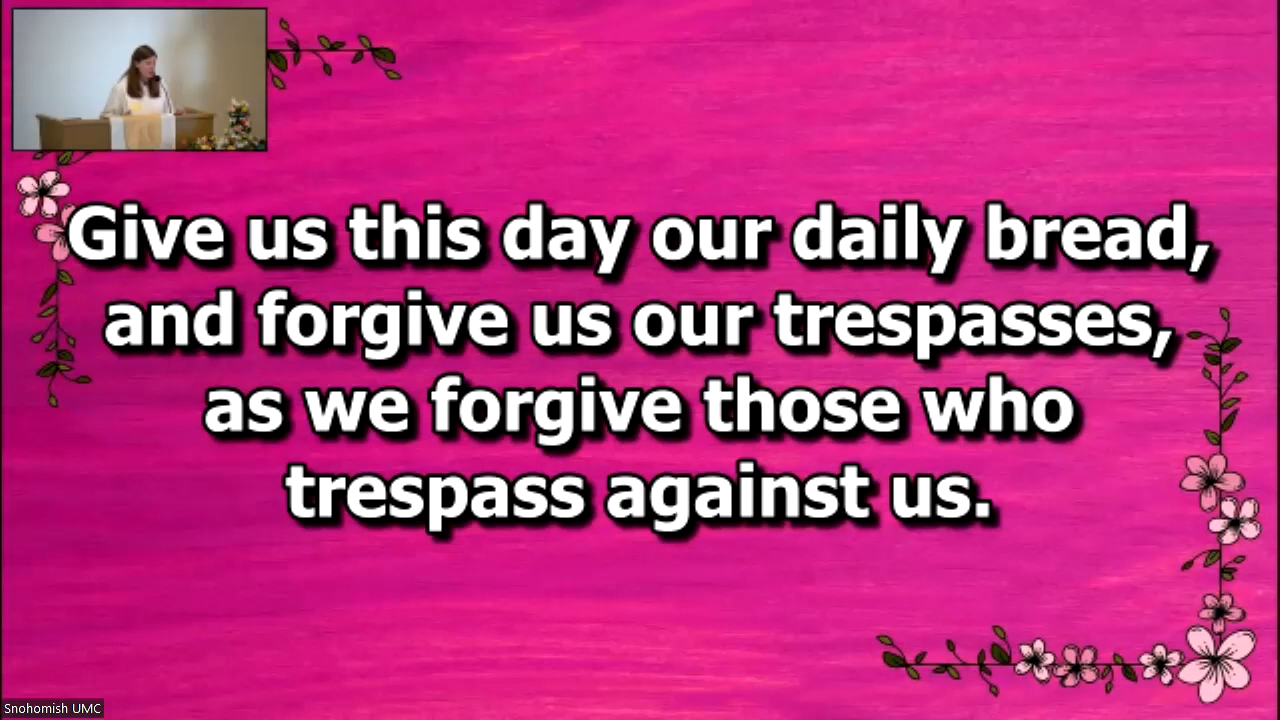 Give us this day our daily bread,
and forgive us our trespasses,
as we forgive those who
trespass against us.
Snohomish UMC